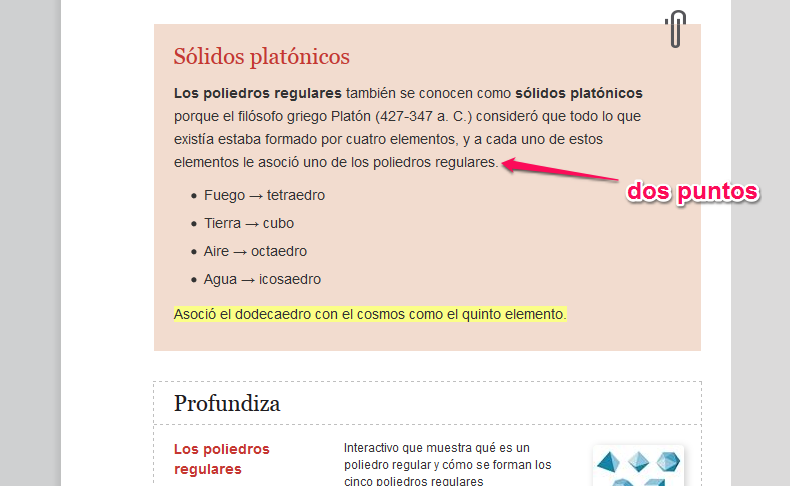 Sólidos platónicos
Los poliedros regulares también se conocen como sólidos platónicos
porque el filósofo griego Platón (427-347 a. C.) consideró que todo lo que
existía estaba formado por cuatro elementos, y a cada uno de estos
elementos le asoció uno de los poliedros regulares.
dos puntos
• Fuego → tetraedro
• Tierra → cubo
• Aire → octaedro
• Agua → icosaedro
Asoció el dodecaedro con el cosmos como el quinto elemento.
Profundiza
Los poliedros
regulares
Interactivo que muestra qué es un
poliedro regular y cómo se forman los
cinco poliedros regulares